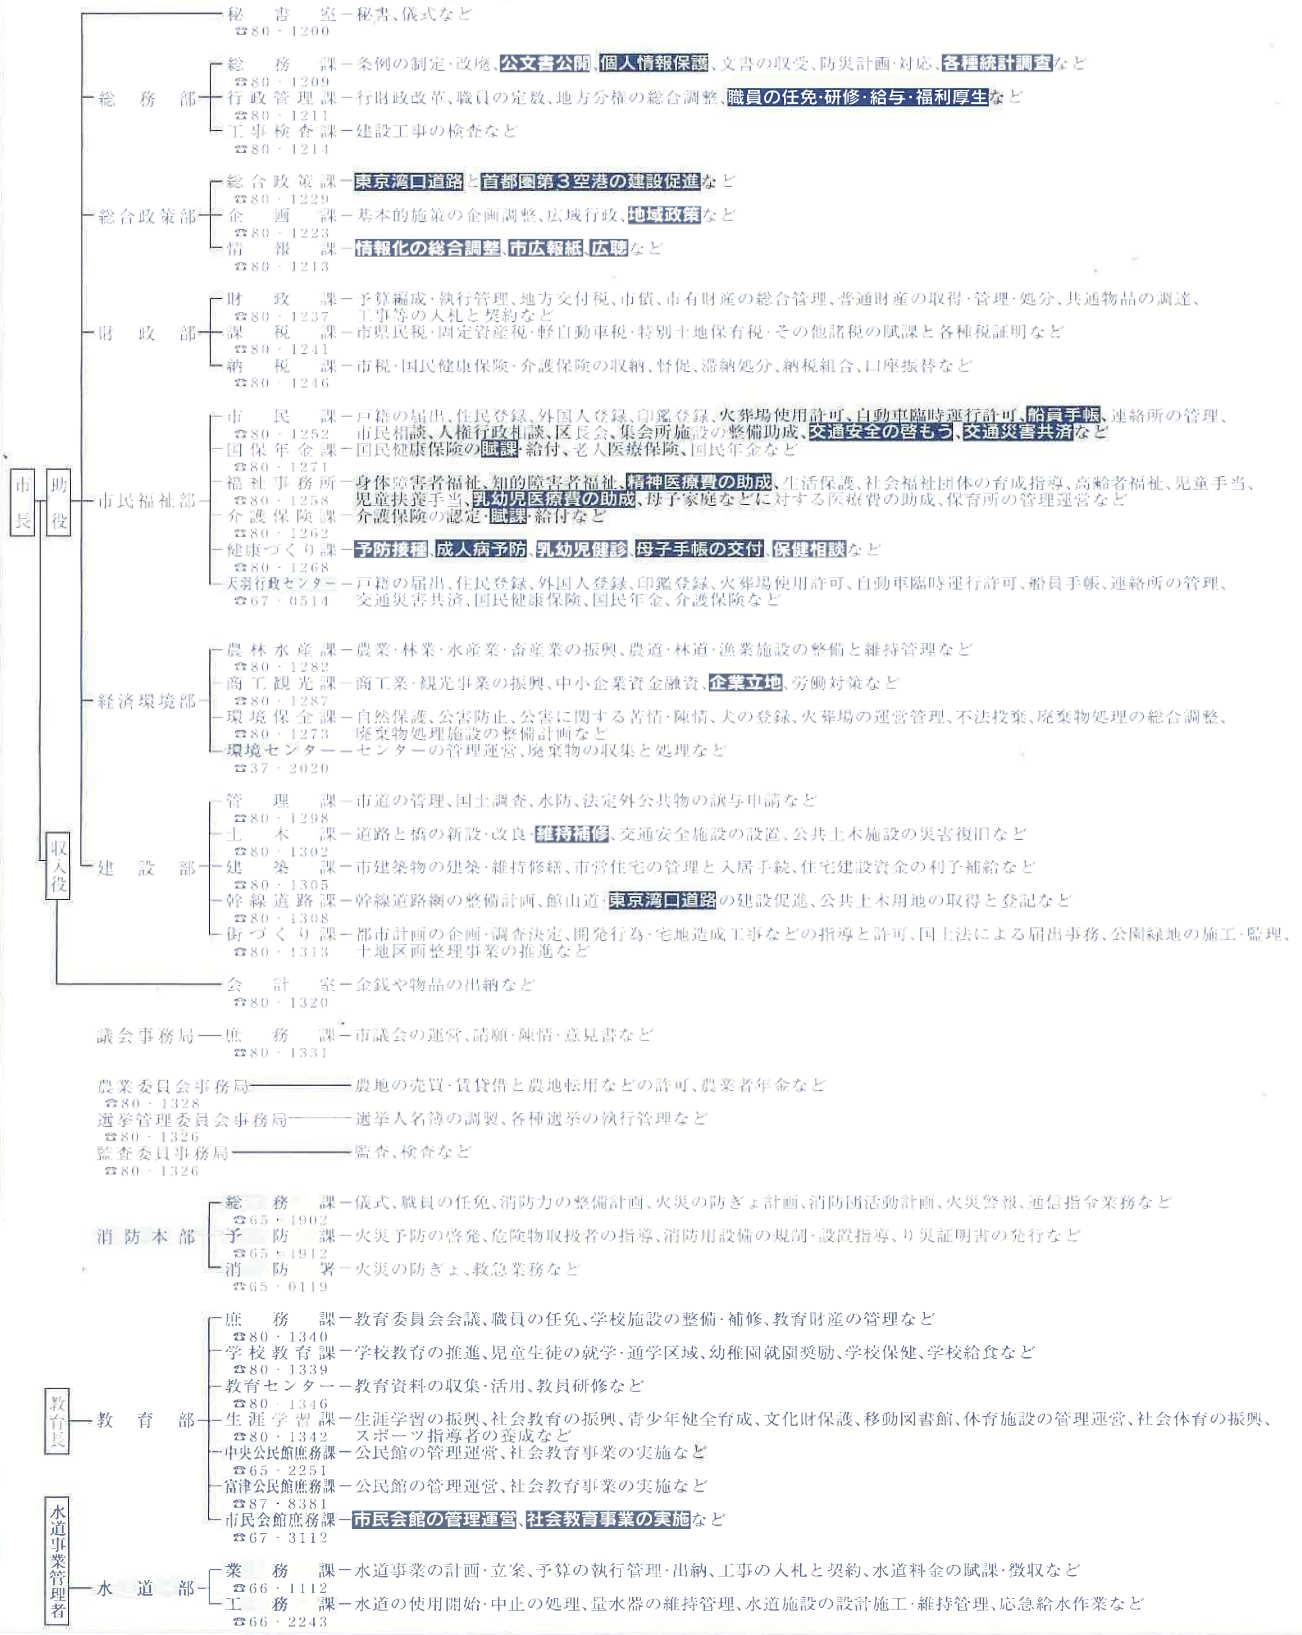 秘書室－秘書、儀式など
☎80・1200
総務課－条例の制定・改廃、公文書公開、個人情報保護、文書の収受、防災計画・対応、各種統計調査など
☎80・1209
総務部
行政管理課－行財政改革、職員の定数、地方分権の総合調整、職員の任免・研修・給与・福利厚生など
☎80・1211
工事検査課－建設工事の検査など
☎80・1214
総合政策課－東京湾口道路と首都圏第3空港の建設促進など
☎80・1229
総合政策部
企画課－基本的施策の企画調整、広域行政、地域政策など
☎80・1223
情報課－情報化の総合調整、市広報紙、広聴など
☎80・1213
財政課－予算編成・執行管理、地方交付税、市債、市有財産の総合管理、普通財産の取得・管理・処分、共通物品の調達、
☎80・1237 工事等の入札と契約など
財政部
課税課－市県民税・固定資産税・軽自動車税・特別土地保有税・その他諸税の賦課と各種税証明など
☎80・1241
納税課－市税・国民健康保険・介護保険の収納、督促、滞納処分、納税組合、口座振替など
☎80・1246
市民課－戸籍の届出、住民登録、外国人登録、印鑑登録、火葬場使用許可、自動車臨時運行許可、船員手帳、連絡所の管理、
☎80・1252 市民相談、人権行政相談、区長会、集会所施設の整備助成、交通安全の啓もう、交通災害共済など
国保年金課－国民健康保険の賦課・給付、老人医療保険、国民年金など
☎80・1271
市長
助役
市民福祉部
福祉事務所－身体障害者福祉、知的障害者福祉、精神医療費の助成、生活保護、社会福祉団体の育成指導、高齢者福祉、児童手当、
☎80・1258 児童扶養手当、乳幼児医療費の助成、母子家庭などに対する医療費の助成、保育所の管理運営など
介護保険課－介護保険の認定・賦課・給付など
☎80・1262
健康づくり課－予防接種、成人病予防、乳幼児健診、母子手帳の交付、保健相談など
☎80・1268
天羽行政センター－戸籍の届出、住民登録、外国人登録、印鑑登録、火葬場使用許可、自動車臨時運行許可、船員手帳、連絡所の管理、
☎67・0514 交通災害共済、国民健康保険、国民年金、介護保険など
農林水産課－農業・林業・水産業・畜産業の振興、農道・林道・漁業施設の整備と維持管理など
☎80・1282
商工観光課－商工業・観光事業の振興、中小企業資金融資、企業立地、労働対策など
☎80・1287
経済環境部
環境保全課－自然保護、公害防止、公害に関する苦情・陳情、犬の登録、火葬場の運営管理、不法投棄、廃棄物処理の総合調整、
☎80・1273 廃棄物処理施設の整備計画など
環境センター－センターの管理運営、廃棄物の収集と処理など
☎37・2020
管理課－市道の管理、国土調査、水防、法定外公共物の譲与申請など
☎80・1298
土木課－道路と橋の新設・改良・維持補修、交通安全施設の設置、公共土木施設の災害復旧など
☎80・1302
収入役
建設部
建築課－市建築物の建築・維持修繕、市営住宅の管理と入居手続、住宅建設資金の利子補給など
☎80・1305
幹線道路課－幹線道路網の整備計画、館山道・東京湾口道路の建設促進、公共土木用地の取得と登記など
☎80・1308
街づくり課－都市計画の企画・調査決定、開発行為・宅地造成工事などの指導と許可、国土法による届出事務、公園緑地の施工・監理、
☎80・1313 土地区画整理事業の推進など
会計室－金銭や物品の出納など
☎80・1320
議会事務局－庶務課－市議会の運営、請願・陳情・意見書など
☎80・1331
農業委員会事務局－農地の売買・賃貸借と農地転用などの許可、農業者年金など
☎80・1328
選挙管理委員会事務局－選挙人名簿の調製、各種選挙の執行管理など
☎80・1326
監査委員事務局－監査、検査など
☎80・1326
総務課－儀式、職員の任免、消防力の整備計画、火災の防ぎょ計画、消防団活動計画、火災警報、通信指令業務など
☎65・4902
消防本部
予防課－火災予防の啓発、危険物取扱者の指導、消防用設備の規制・設置指導、り災証明書の発行など
☎65・4912
消防署－火災の防ぎょ、救急業務など
☎65・0119
庶務課－教育委員会会議、職員の任免、学校施設の整備・補修、教育財産の管理など
☎80・1340
学校教育課－学校教育の推進、児童生徒の就学・通学区域、幼稚園就園奨励、学校保健、学校給食など
☎80・1339
教育センター－教育資料の収集・活用、教員研修など
☎80・1346
教育長
教育部
生涯学習課－生涯学習の振興、社会教育の振興、青少年健全育成、文化財保護、移動図書館、体育施設の管理運営、社会体育の振興、
☎80・1342 スポーツ指導者の養成など
中央公民館庶務課－公民館の管理運営、社会教育事業の実施など
☎65・2251
富津公民館庶務課－公民館の管理運営、社会教育事業の実施など
☎87・8381
市民会館庶務課－市民会館の管理運営、社会教育事業の実施など
☎67・3112
水道事業管理者
水道部
業務課－水道事業の計画・立案、予算の執行管理・出納、工事の入札と契約、水道料金の賦課・徴収など
☎66・1112
工務課－水道の使用開始・中止の処理、量水器の維持管理、水道施設の設計施工・維持管理、応急給水作業など
☎66・2243